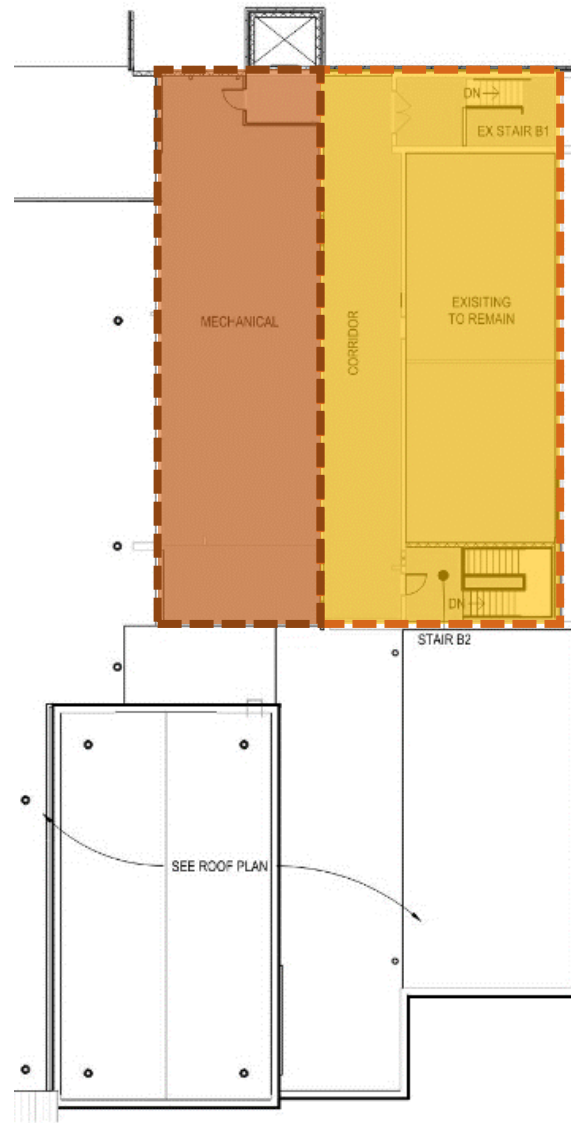 DN
EX STAIR B1
MECHANICAL
CORRIDOR
EXISITING
TO REMAIN
DN
STAIR B2
SEE ROOF PLAN